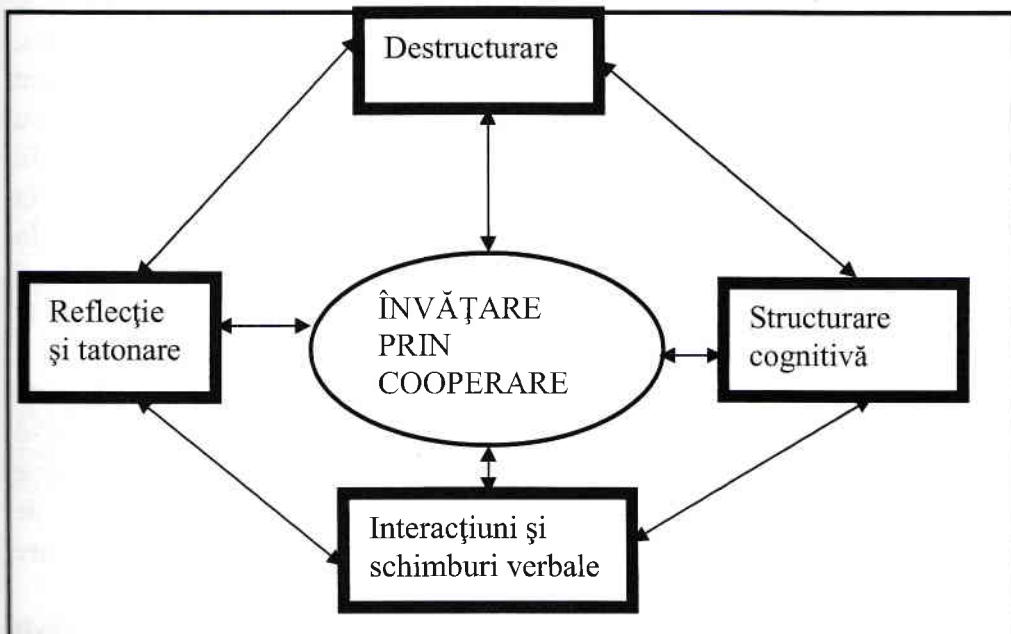 Destructurare
Reflecţie
şi tatonare
ÎNVĂŢARE
PRIN
COOPERARE
Structurare
cognitivă
Interacţiuni şi
schimburi verbale